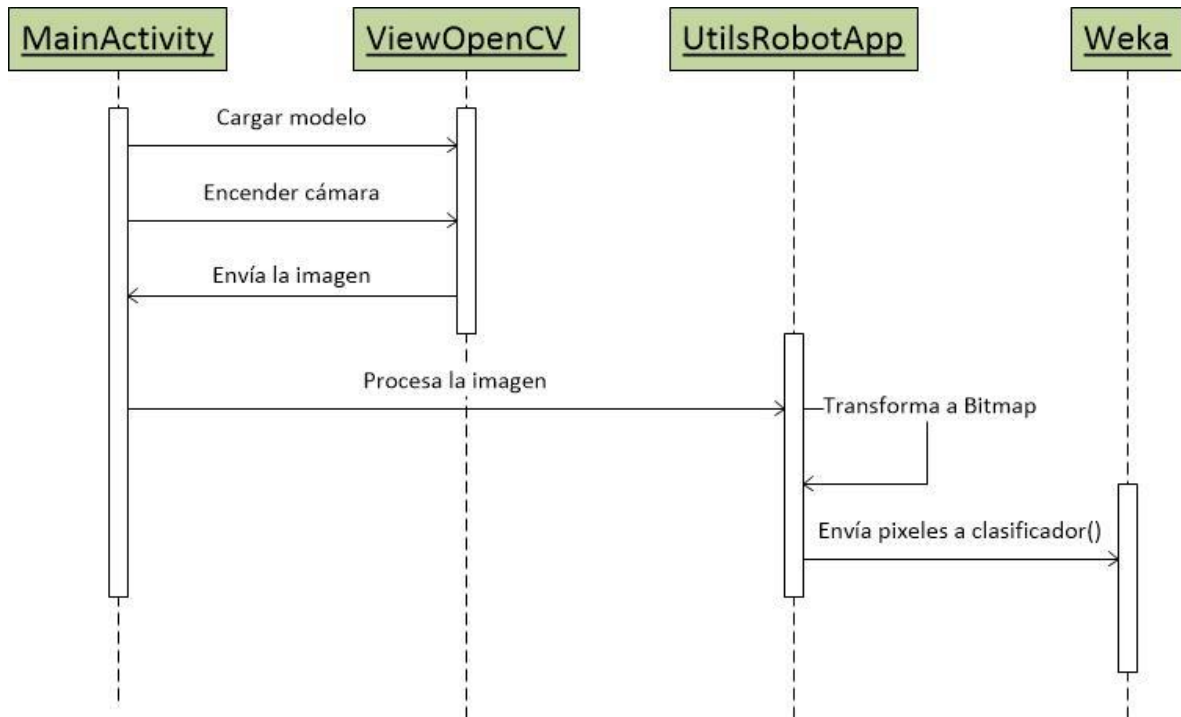 MainActivity
ViewOpenCV
UtilsRobotApp
Weka
Cargar modelo
Encender cámara
Envía la imagen
Procesa la imagen
Transforma a Bitmap
Envía pixeles a clasificador()